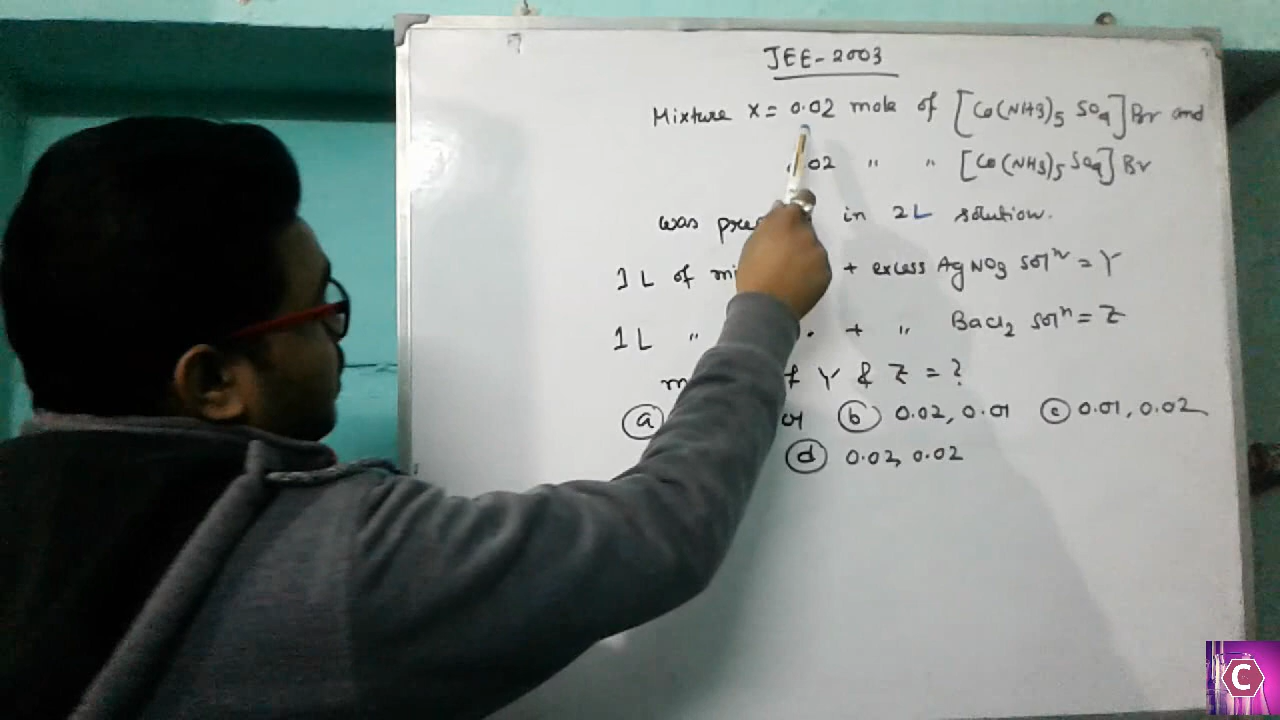 JEE-2003
Mixture X = 0.02 mole of [Co(NH3)5 SO4]Br and
.02 " " [Co(NH3)5 SO4]Br
was in 2L solution.
1 L of + excess AgNO3 solⁿ = Y
1 L " + " BaCl2 solⁿ = Z
Y & Z = ?
(a) 01 (b) 0.02, 0.01 (c) 0.01, 0.02
(d) 0.02, 0.02
C